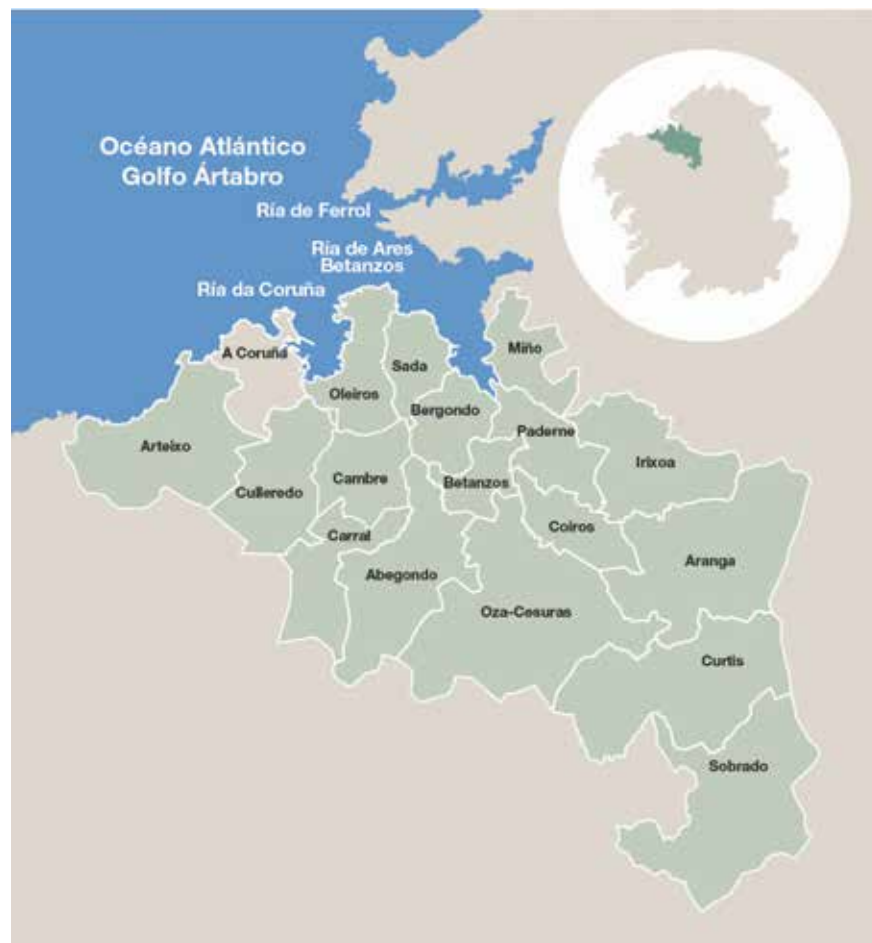 Océano Atlántico
Golfo Ártabro
Ría de Ferrol
Ría de Ares
Betanzos
Ría da Coruña
A Coruña
Miño
Sada
Oleiros
Bergondo
Paderne
Arteixo
Irixoa
Cambre
Betanzos
Culleredo
Coiros
Carral
Aranga
Abegondo
Oza-Cesuras
Curtis
Sobrado